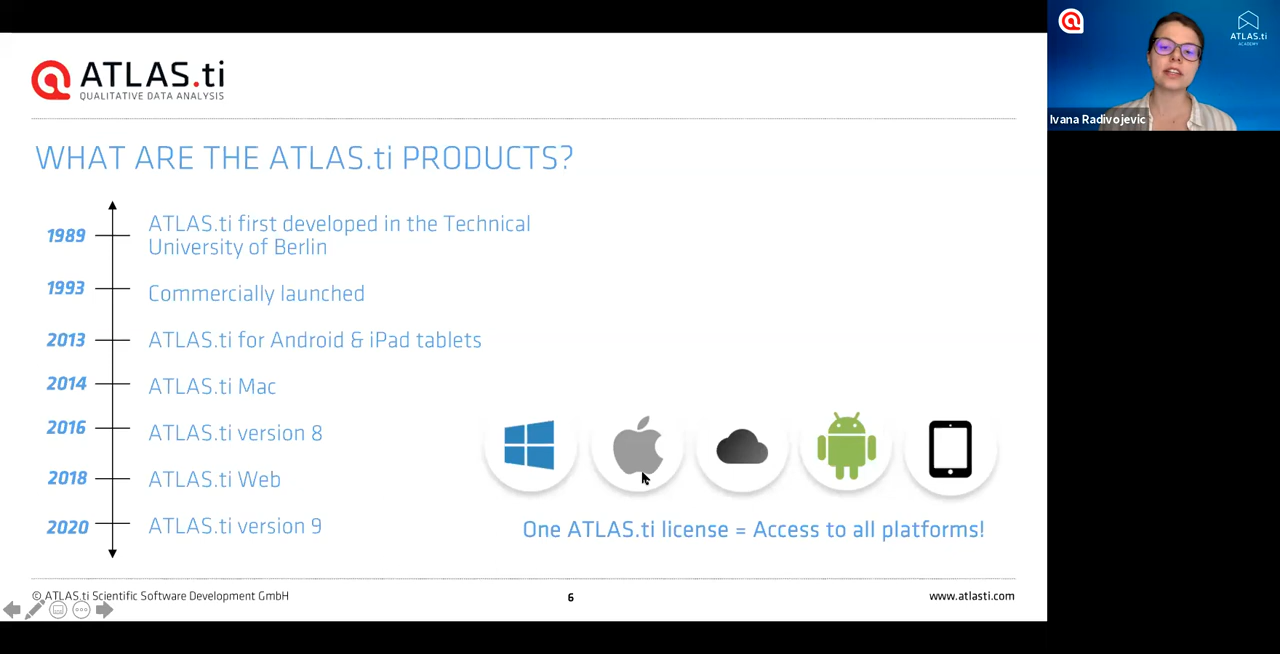 ATLAS.ti
QUALITATIVE DATA ANALYSIS
WHAT ARE THE ATLAS.ti PRODUCTS?
1989
ATLAS.ti first developed in the Technical
University of Berlin
1993
Commercially launched
2013
ATLAS.ti for Android & iPad tablets
2014
ATLAS.ti Mac
2016
ATLAS.ti version 8
2018
ATLAS.ti Web
2020
ATLAS.ti version 9
One ATLAS.ti license = Access to all platforms!
© ATLAS.ti Scientific Software Development GmbH
6
www.atlasti.com
ATLAS.ti
ACADEMY
Ivana Radivojevic